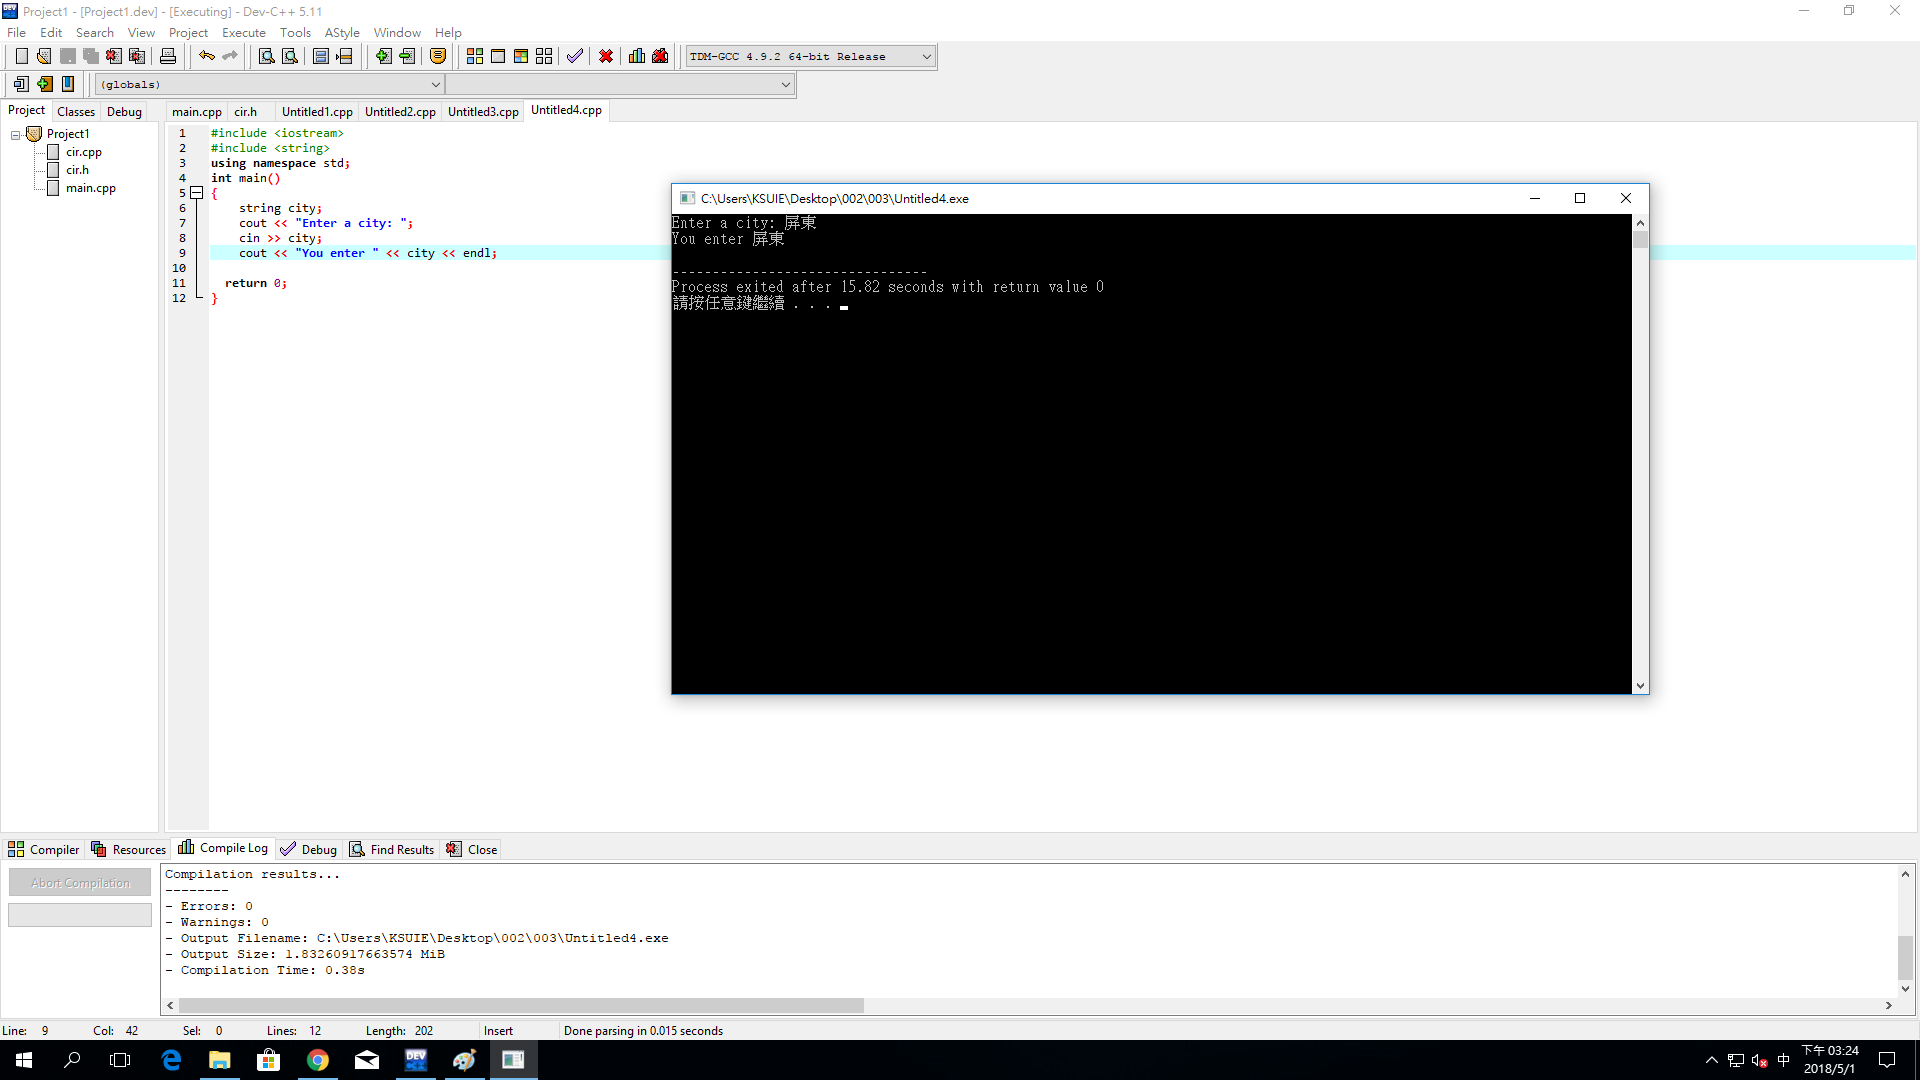 Project1 - [Project1.dev] - [Executing] - Dev-C++ 5.11
File Edit Search View Project Execute Tools AStyle Window Help
TDM-GCC 4.9.2 64-bit Release
(globals)
Project Classes Debug
main.cpp cir.h Untitled1.cpp Untitled2.cpp Untitled3.cpp Untitled4.cpp
Project1
cir.cpp
cir.h
main.cpp
1 #include <iostream>
2 #include <string>
3 using namespace std;
4 int main()
5 {
6 string city;
7 cout << "Enter a city: ";
8 cin >> city;
9 cout << "You enter " << city << endl;
10
11 return 0;
12 }
C:\Users\KSUIE\Desktop\002\003\Untitled4.exe
Enter a city: 屏東
You enter 屏東
--------------------------------
Process exited after 15.82 seconds with return value 0
請按任意鍵繼續 . . .
Compiler Resources Compile Log Debug Find Results Close
Abort Compilation
Compilation results...
--------
- Errors: 0
- Warnings: 0
- Output Filename: C:\Users\KSUIE\Desktop\002\003\Untitled4.exe
- Output Size: 1.83260917663574 MiB
- Compilation Time: 0.38s
Line: 9 Col: 42 Sel: 0 Lines: 12 Length: 202 Insert Done parsing in 0.015 seconds
DEV C++
中
下午 03:24
2018/5/1